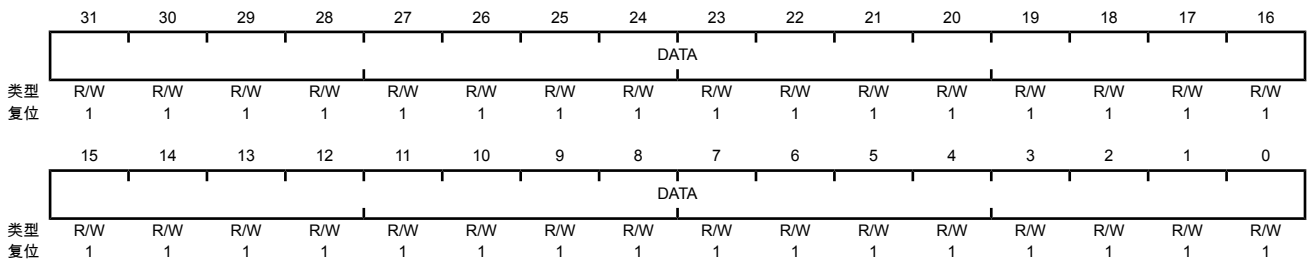 31 30 29 28 27 26 25 24 23 22 21 20 19 18 17 16
DATA
类型 R/W R/W R/W R/W R/W R/W R/W R/W R/W R/W R/W R/W R/W R/W R/W R/W
复位 1 1 1 1 1 1 1 1 1 1 1 1 1 1 1 1
15 14 13 12 11 10 9 8 7 6 5 4 3 2 1 0
DATA
类型 R/W R/W R/W R/W R/W R/W R/W R/W R/W R/W R/W R/W R/W R/W R/W R/W
复位 1 1 1 1 1 1 1 1 1 1 1 1 1 1 1 1